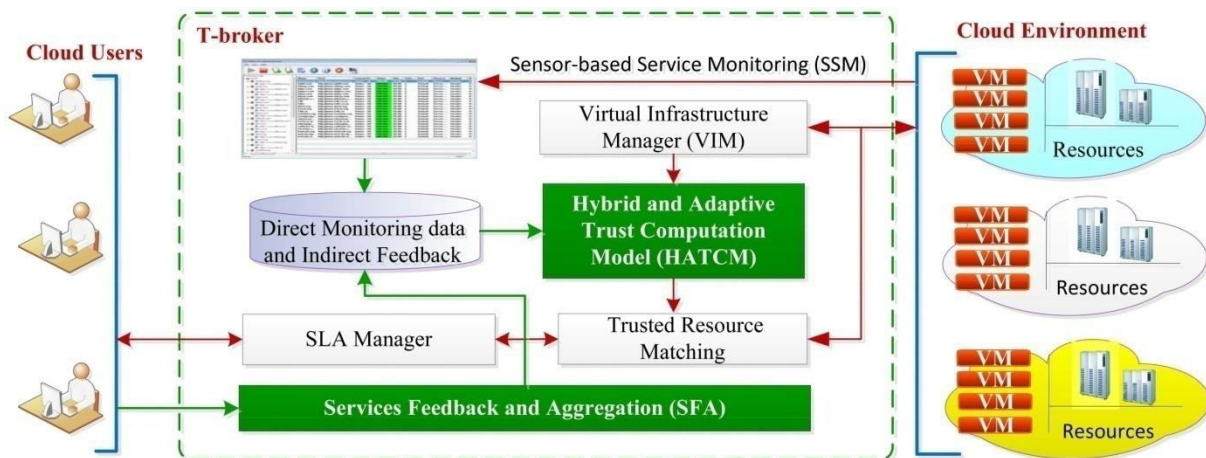 Cloud Users
T-broker
Cloud Environment
Sensor-based Service Monitoring (SSM)
Virtual Infrastructure
Manager (VIM)
Hybrid and Adaptive
Trust Computation
Model (HATCM)
Direct Monitoring data
and Indirect Feedback
SLA Manager
Trusted Resource
Matching
Services Feedback and Aggregation (SFA)
VM
VM
VM
VM
Resources
VM
VM
VM
VM
Resources
VM
VM
VM
VM
Resources